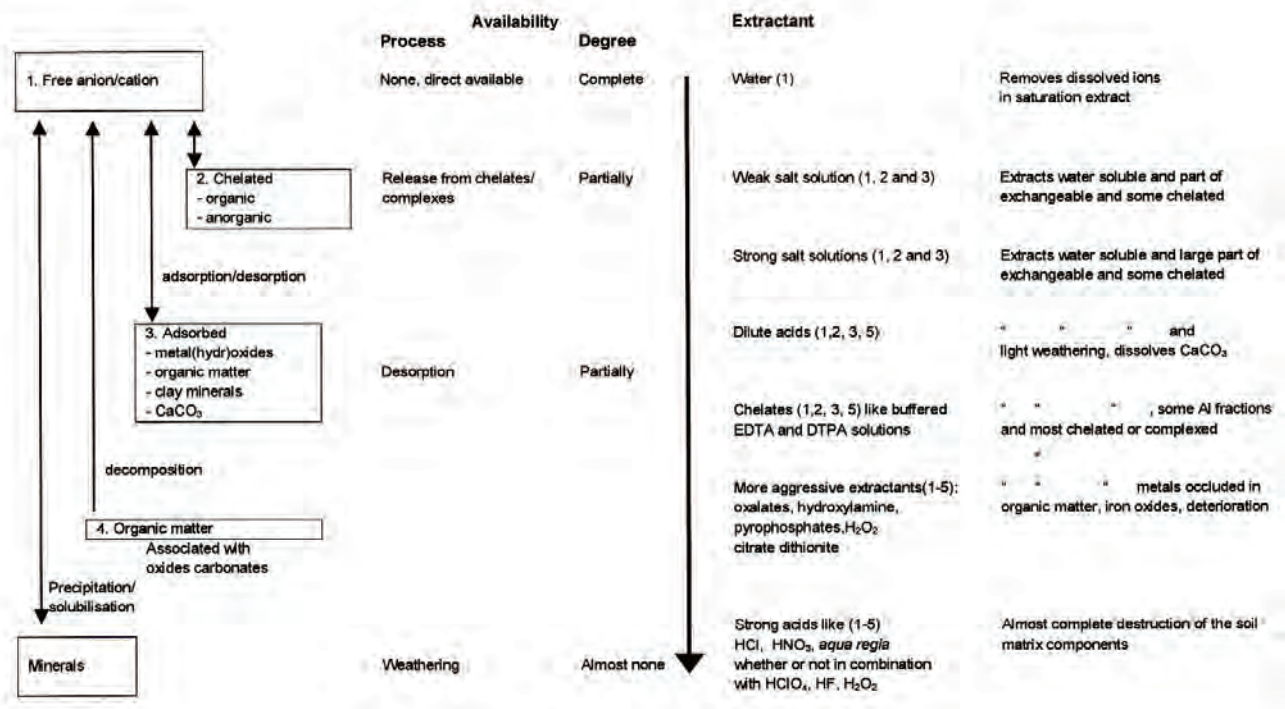 Availability
Extractant
Process
Degree
1. Free anion/cation
None, direct available
Complete
Water (1)
Removes dissolved ions
in saturation extract
2. Chelated
- organic
- anorganic
Release from chelates/
complexes
Partially
Weak salt solution (1, 2 and 3)
Extracts water soluble and part of
exchangeable and some chelated
adsorption/desorption
Strong salt solutions (1, 2 and 3)
Extracts water soluble and large part of
exchangeable and some chelated
3. Adsorbed
- metal(hydr)oxides
- organic matter
- clay minerals
- CaCO₃
Desorption
Partially
Dilute acids (1,2, 3, 5)
" " " and
light weathering, dissolves CaCO₃
Chelates (1,2, 3, 5) like buffered
EDTA and DTPA solutions
" " " , some Al fractions
and most chelated or complexed
decomposition
"
More aggressive extractants(1-5):
oxalates, hydroxylamine,
pyrophosphates,H₂O₂
citrate dithionite
" " " metals occluded in
organic matter, iron oxides, deterioration
4. Organic matter
Associated with
oxides carbonates
Precipitation/
solubilisation
Minerals
Weathering
Almost none
Strong acids like (1-5)
HCl, HNO₃, aqua regia
whether or not in combination
with HClO₄, HF, H₂O₂
Almost complete destruction of the soil
matrix components